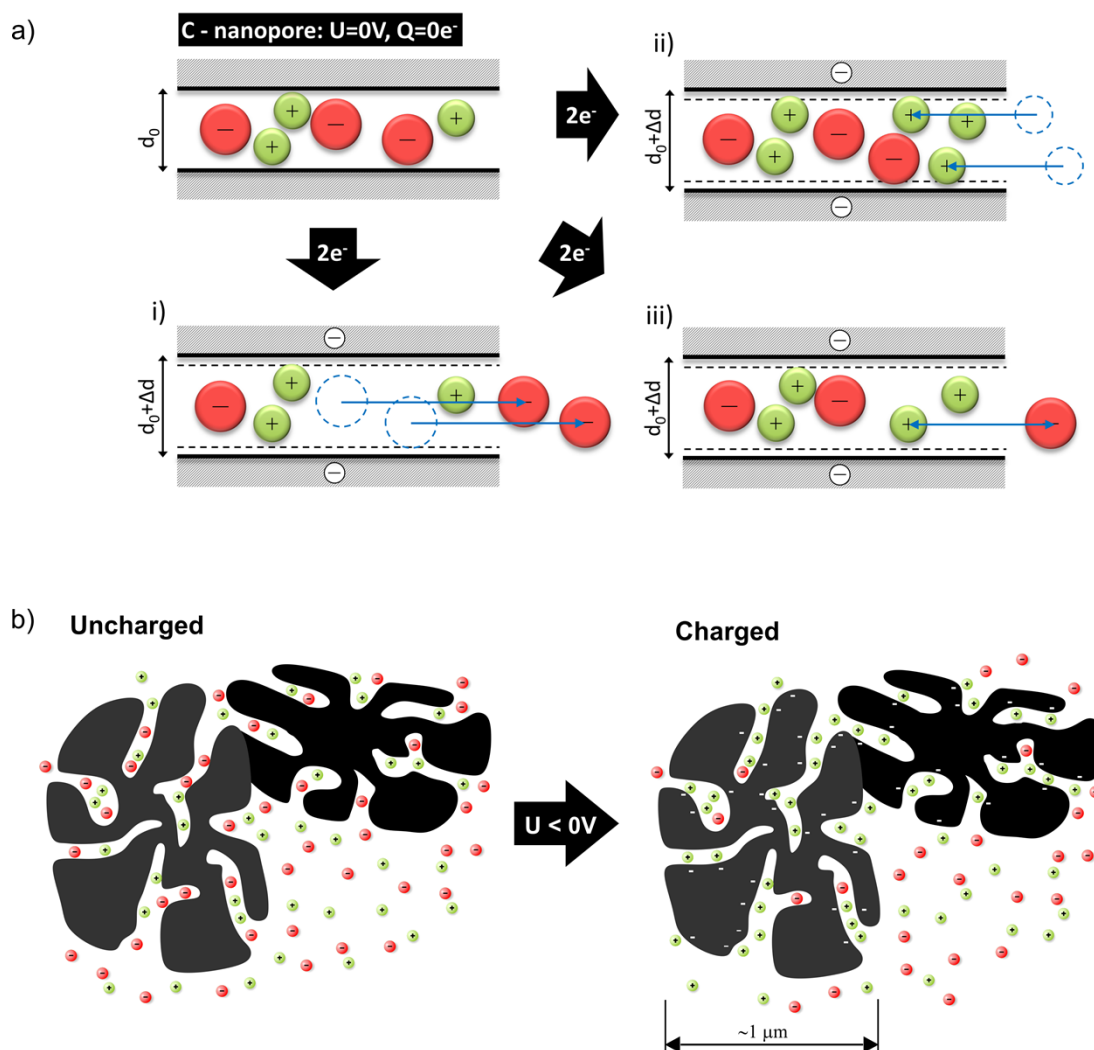 a)
C - nanopore: U=0V, Q=0e⁻
d₀
2e⁻
ii)
d₀+Δd
2e⁻
2e⁻
i)
d₀+Δd
iii)
d₀+Δd
b)
Uncharged
Charged
U < 0V
~1 μm